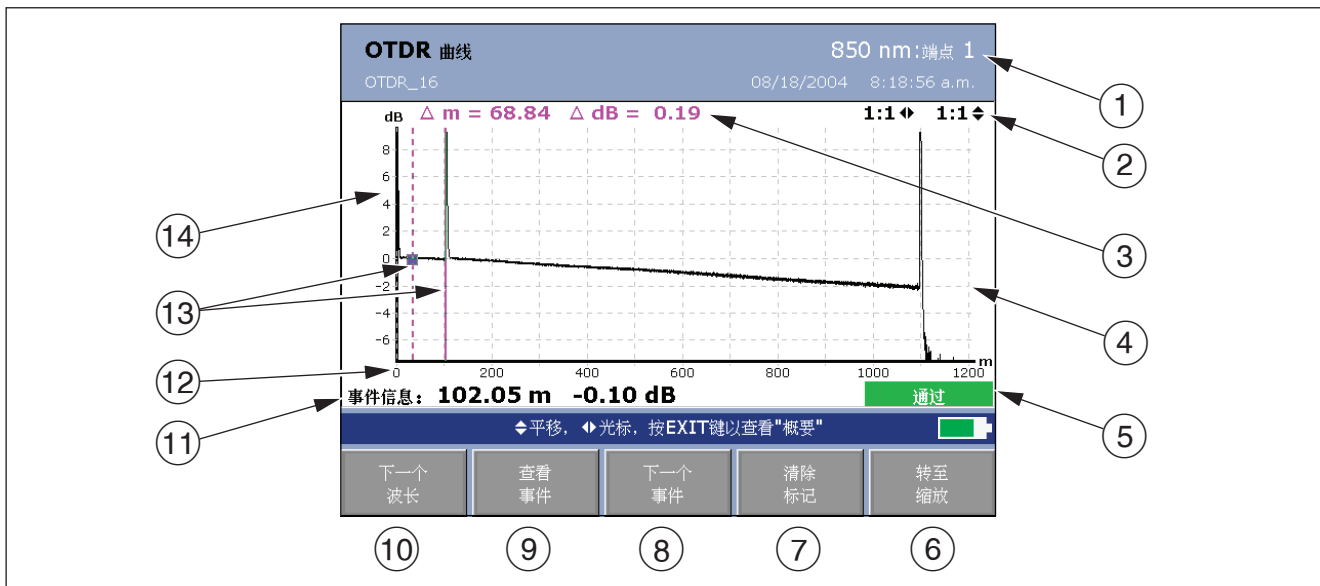 OTDR 曲线
850 nm:端点 1
OTDR_16
08/18/2004 8:18:56 a.m.
①
dB
Δ m = 68.84 Δ dB = 0.19
1:1 1:1
②
8
6
4
2
0
-2
-4
-6
⑭
③
⑬
④
m
0 200 400 600 800 1000 1200
⑫
事件信息: 102.05 m -0.10 dB
通过
⑪
⑤
平移, 光标, 按EXIT键以查看"概要"
下一个
波长
查看
事件
下一个
事件
清除
标记
转至
缩放
⑩ ⑨ ⑧ ⑦ ⑥